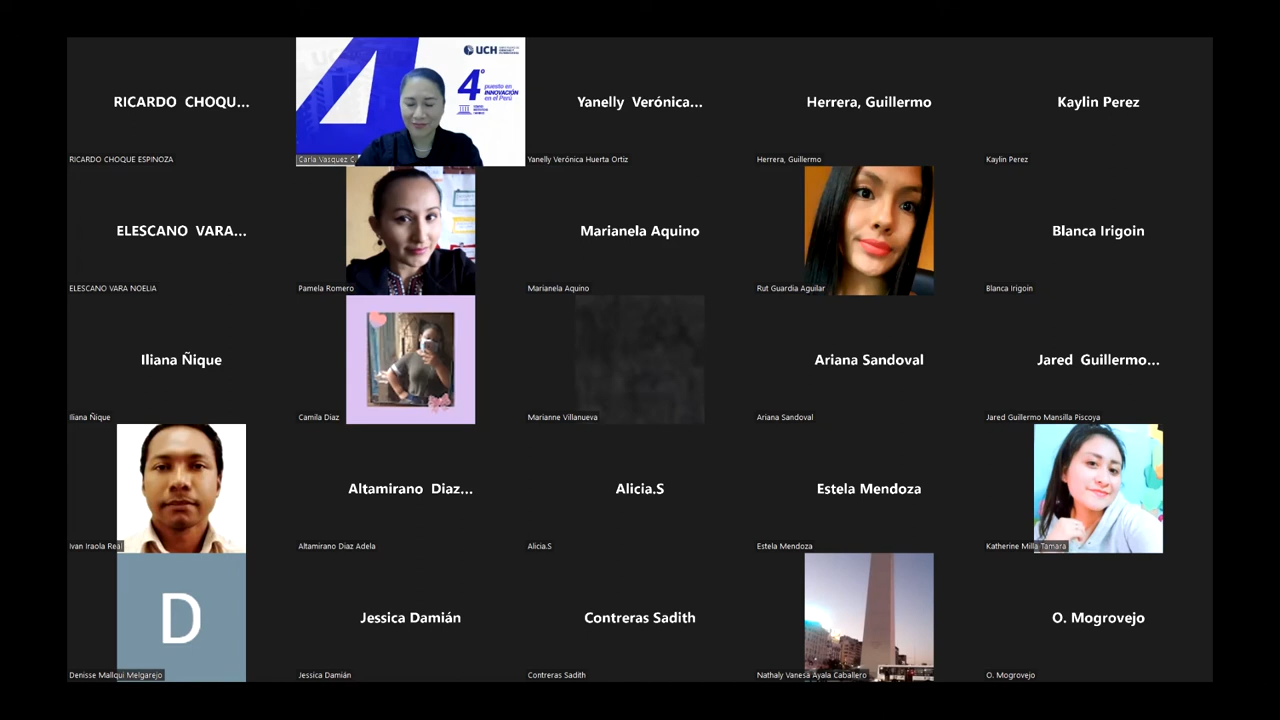 RICARDO CHOQU...
RICARDO CHOQUE ESPINOZA
UCH
4°
puesto en
INNOVACIÓN
en el Perú
Carla Vasquez C.
Yanelly Verónica...
Yanelly Verónica Huerta Ortiz
Herrera, Guillermo
Herrera, Guillermo
Kaylin Perez
Kaylin Perez
ELESCANO VARA...
ELESCANO VARA NOELIA
Pamela Romero
Marianela Aquino
Marianela Aquino
Rut Guardia Aguilar
Blanca Irigoin
Blanca Irigoin
Iliana Ñique
Iliana Ñique
Camila Diaz
Marianne Villanueva
Ariana Sandoval
Ariana Sandoval
Jared Guillermo...
Jared Guillermo Mansilla Piscoya
Ivan Iraola Real
Altamirano Diaz...
Altamirano Diaz Adela
Alicia.S
Alicia.S
Estela Mendoza
Estela Mendoza
Katherine Milla Tamara
D
Denisse Mallqui Melgarejo
Jessica Damián
Jessica Damián
Contreras Sadith
Contreras Sadith
Nathaly Vanesa Ayala Caballero
O. Mogrovejo
O. Mogrovejo